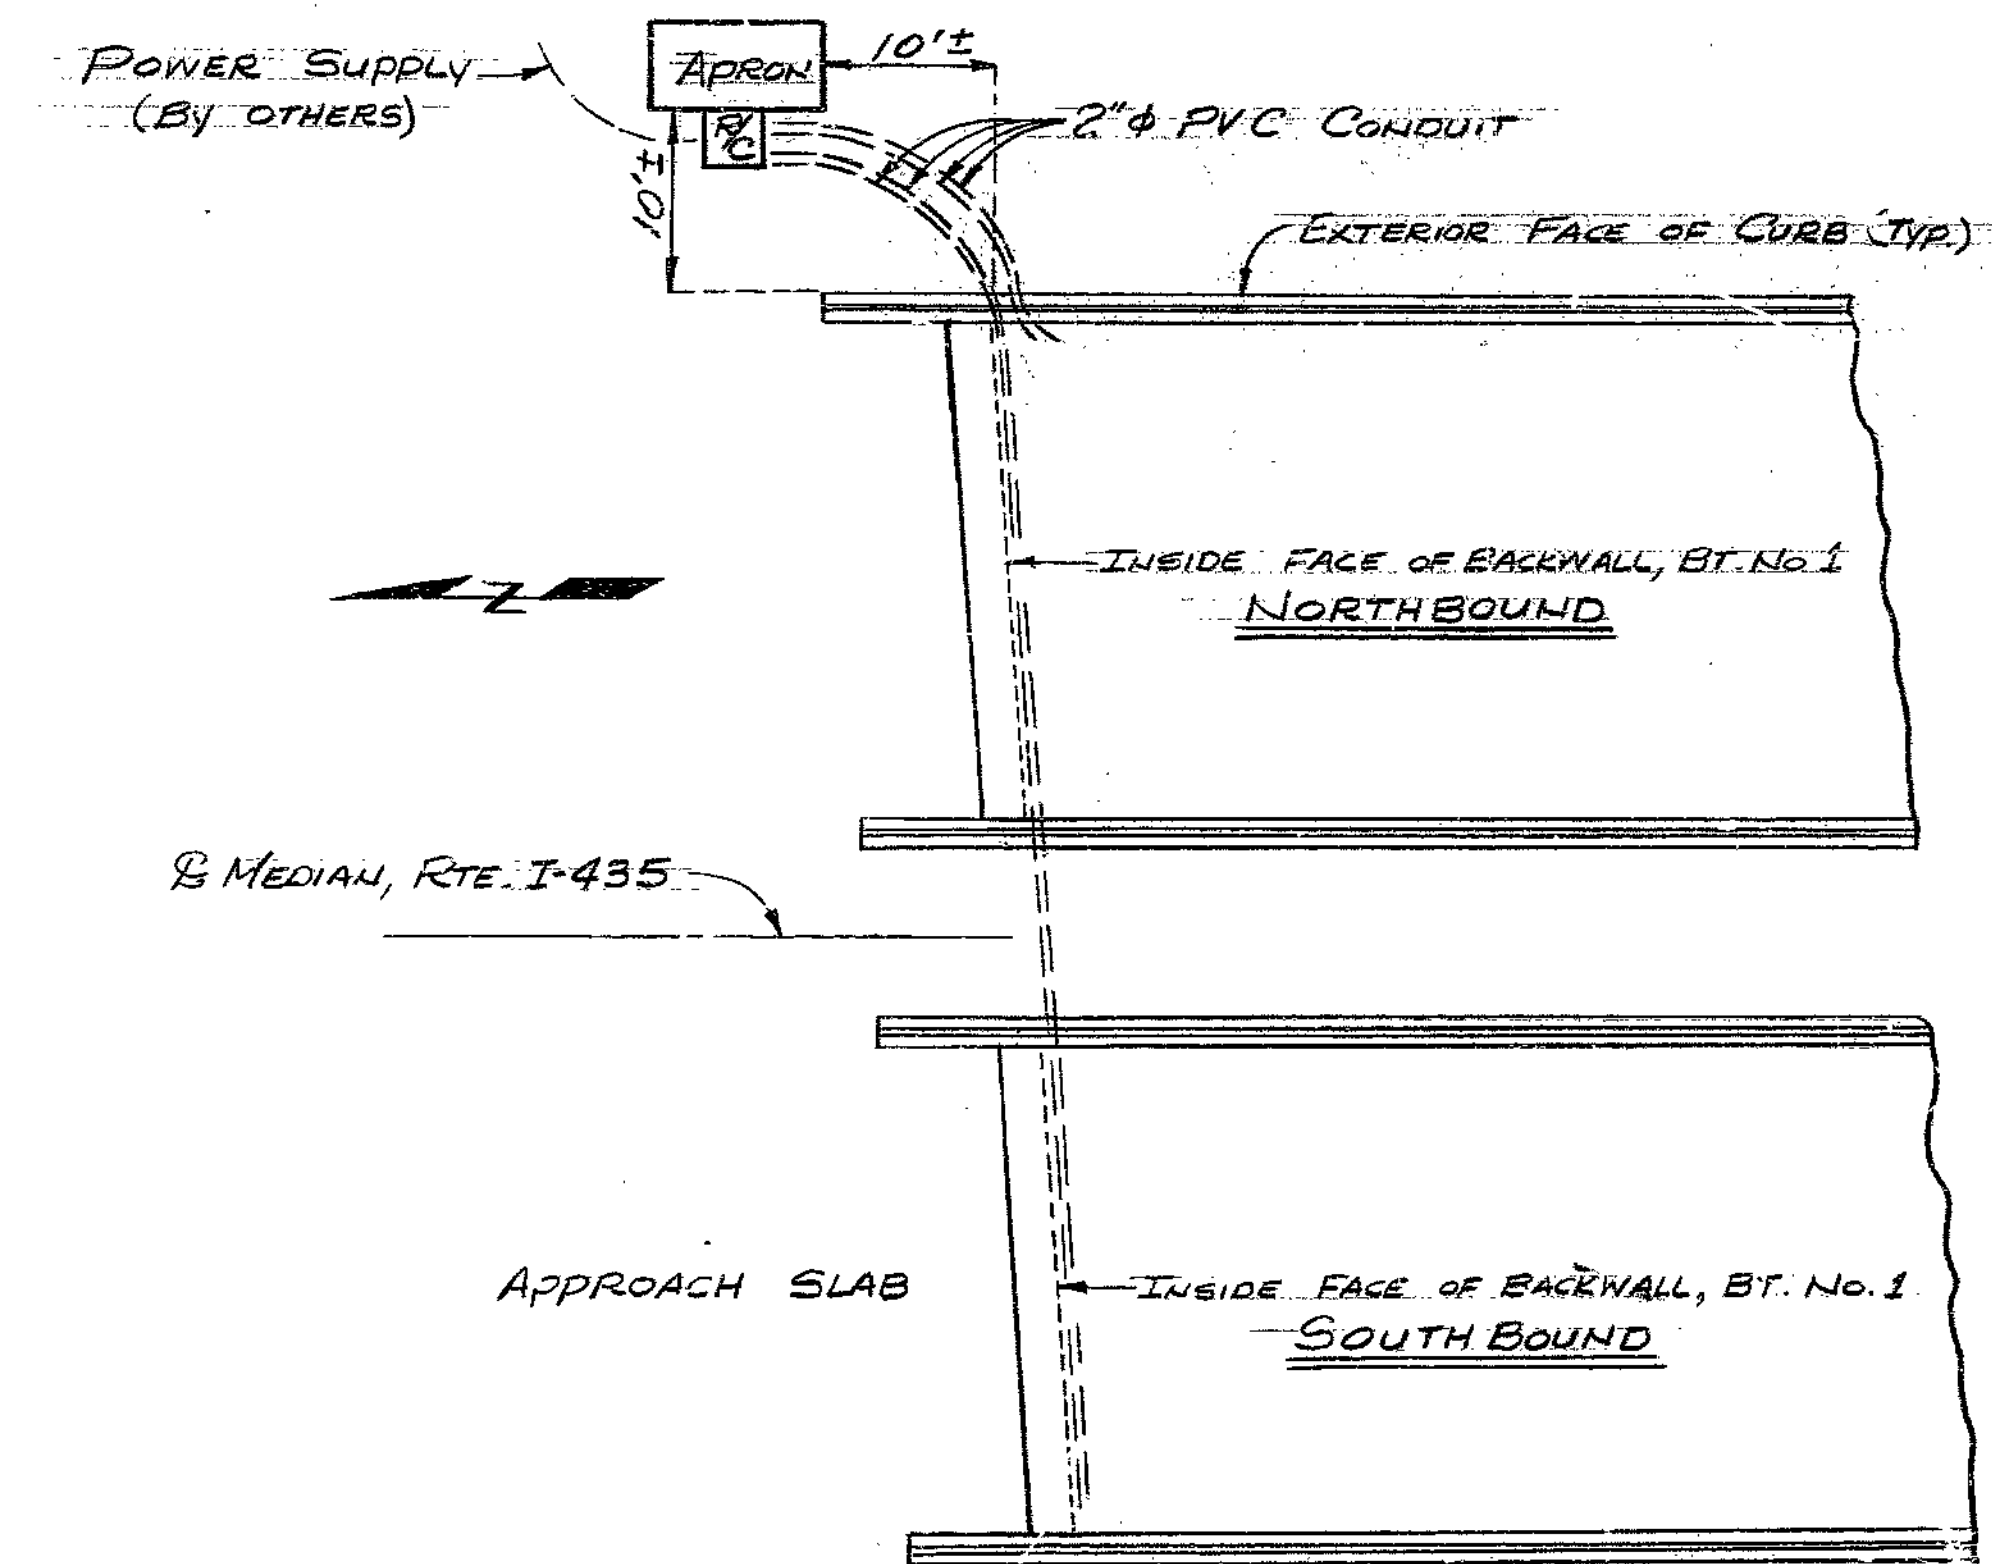 POWER SUPPLY
(BY OTHERS)
APRON
10'±
R/C
10'±
2"ϕ PVC CONDUIT
EXTERIOR FACE OF CURB (TYP.)
INSIDE FACE OF BACKWALL, BT. NO 1
NORTHBOUND
N
℄ MEDIAN, RTE. I-435
APPROACH SLAB
INSIDE FACE OF BACKWALL, BT. NO. 1
SOUTH BOUND